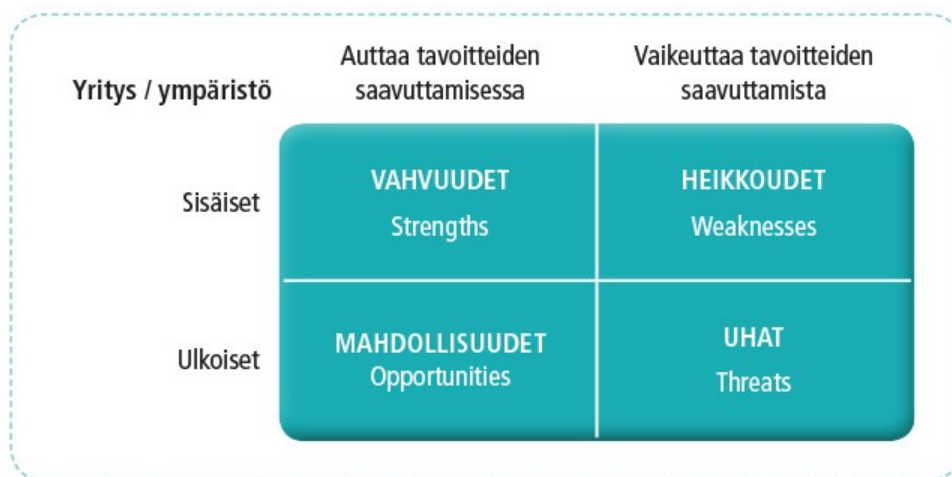 Yritys / ympäristö
Auttaa tavoitteiden
saavuttamisessa
Vaikeuttaa tavoitteiden
saavuttamista
Sisäiset
VAHVUUDET
Strengths
HEIKKOUDET
Weaknesses
Ulkoiset
MAHDOLLISUUDET
Opportunities
UHAT
Threats